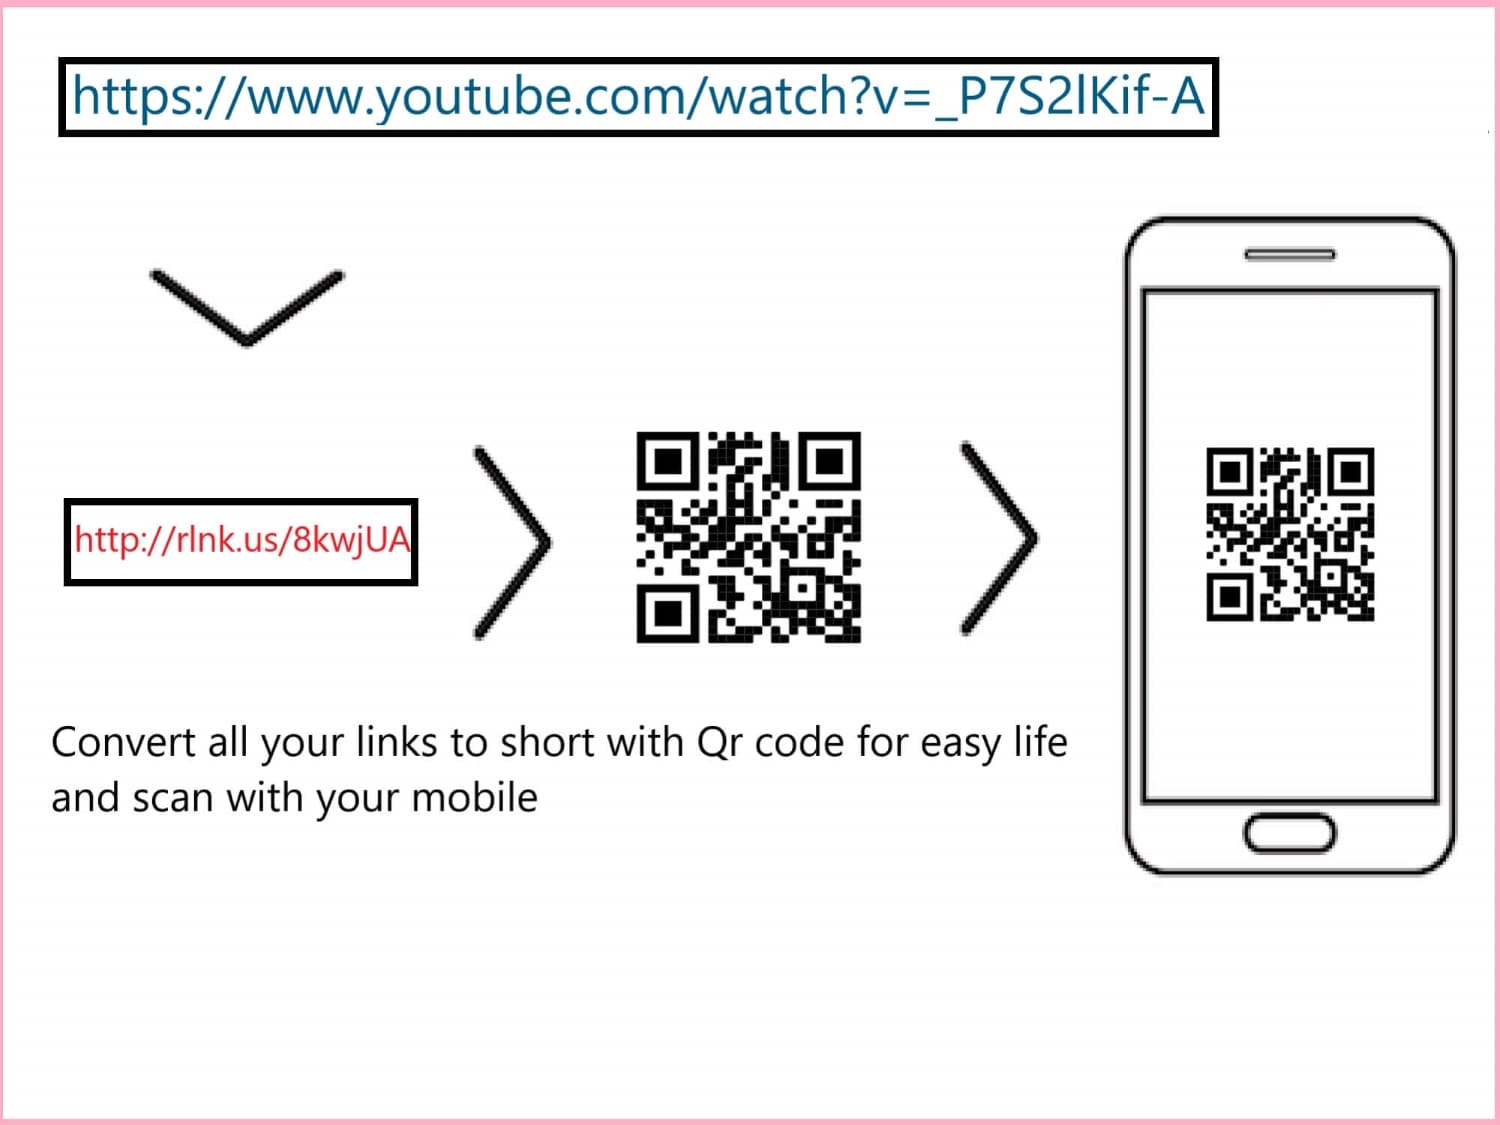 https://www.youtube.com/watch?v=_P7S2lKif-A
http://rlnk.us/8kwjUA
Convert all your links to short with Qr code for easy life
and scan with your mobile